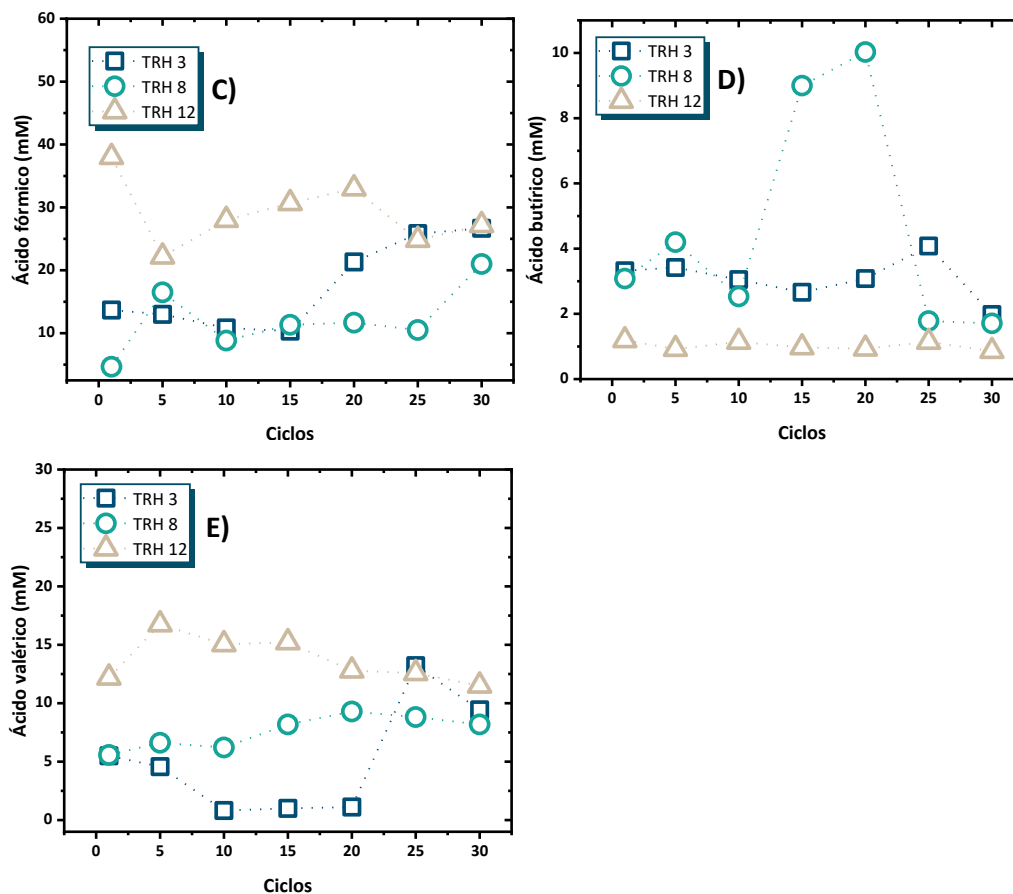 60
50
40
30
20
10
Ácido fórmico (mM)
TRH 3
TRH 8
TRH 12
C)
0 5 10 15 20 25 30
Ciclos
10
8
6
4
2
0
Ácido butírico (mM)
TRH 3
TRH 8
TRH 12
D)
0 5 10 15 20 25 30
Ciclos
30
25
20
15
10
5
0
Ácido valérico (mM)
TRH 3
TRH 8
TRH 12
E)
0 5 10 15 20 25 30
Ciclos